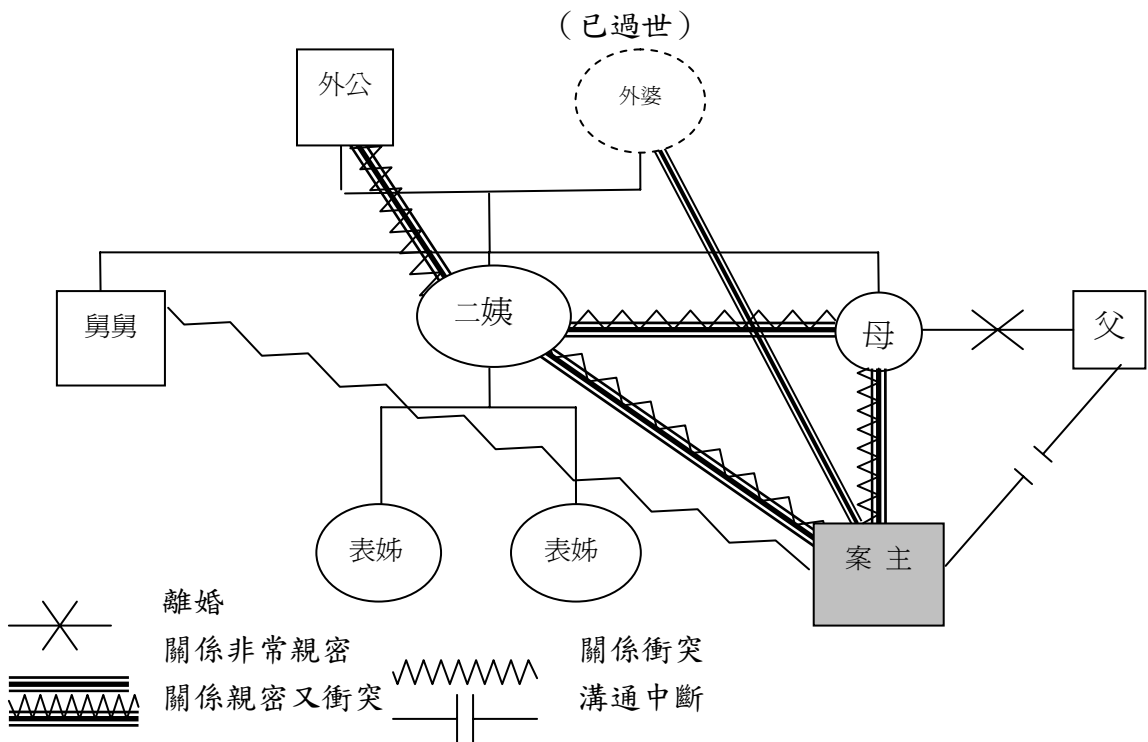 （已過世）
外公
外婆
舅舅
二姨
母
父
表姊
表姊
案 主
離婚
關係非常親密
關係衝突
關係親密又衝突
溝通中斷